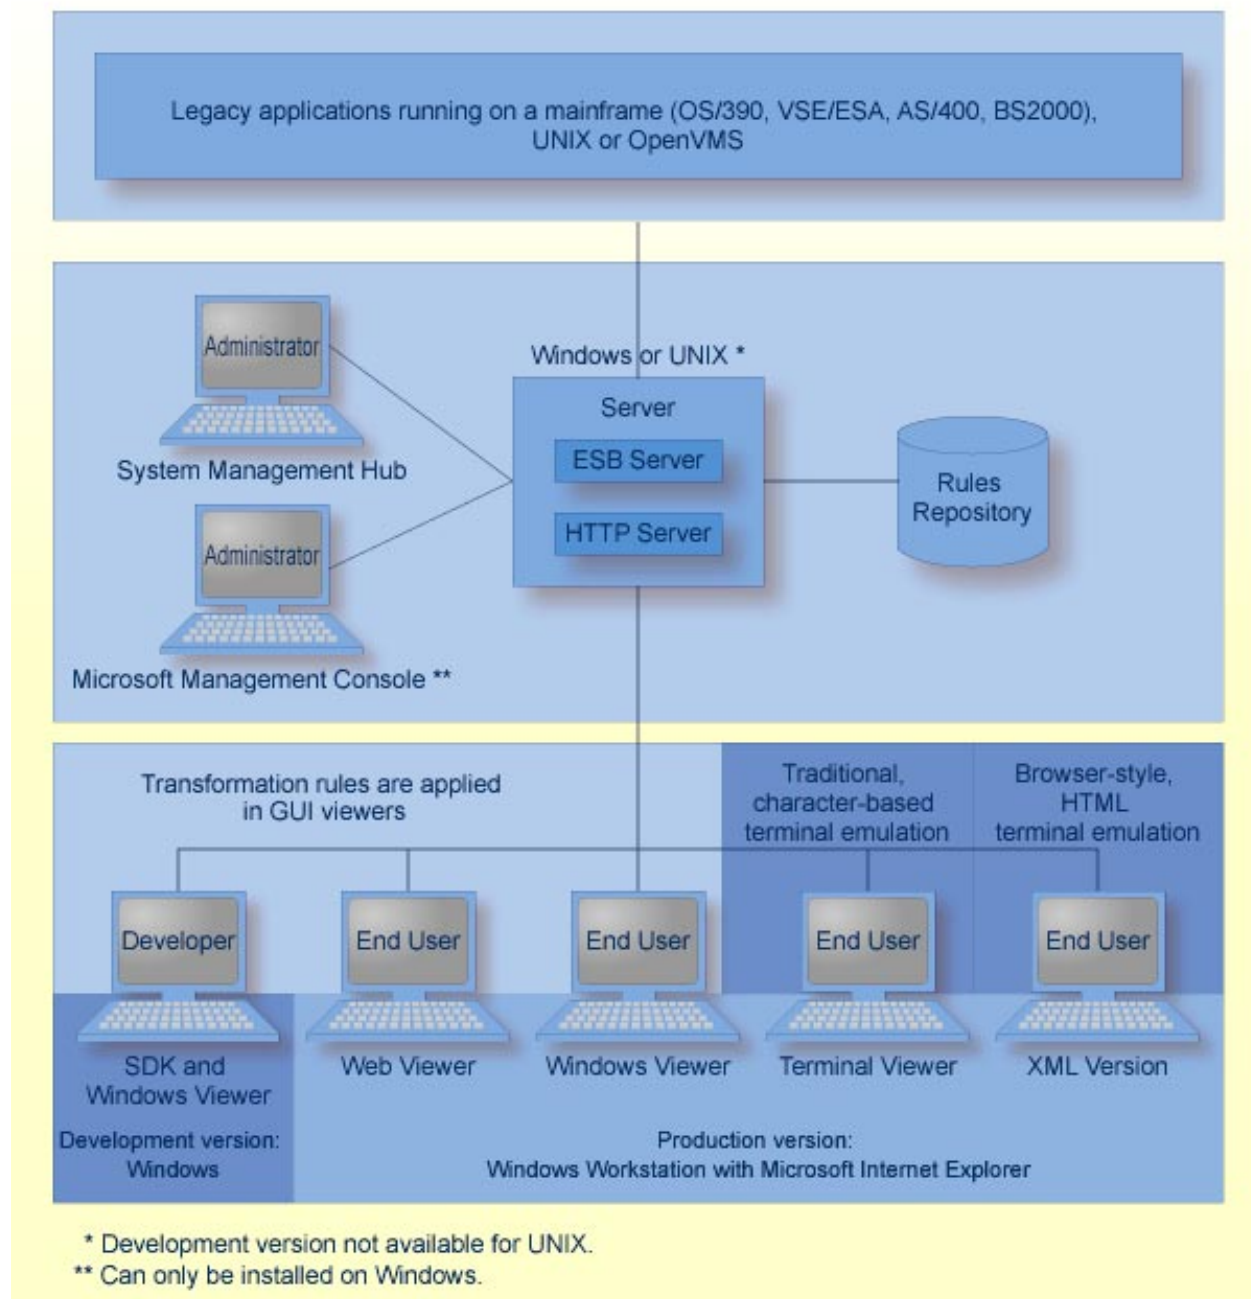 Legacy applications running on a mainframe (OS/390, VSE/ESA, AS/400, BS2000),
UNIX or OpenVMS
Administrator
System Management Hub
Administrator
Microsoft Management Console **
Windows or UNIX *
Server
ESB Server
HTTP Server
Rules
Repository
Transformation rules are applied
in GUI viewers
Traditional,
character-based
terminal emulation
Browser-style,
HTML
terminal emulation
Developer
End User
End User
End User
End User
SDK and
Windows Viewer
Web Viewer
Windows Viewer
Terminal Viewer
XML Version
Development version:
Windows
Production version:
Windows Workstation with Microsoft Internet Explorer
* Development version not available for UNIX.
** Can only be installed on Windows.